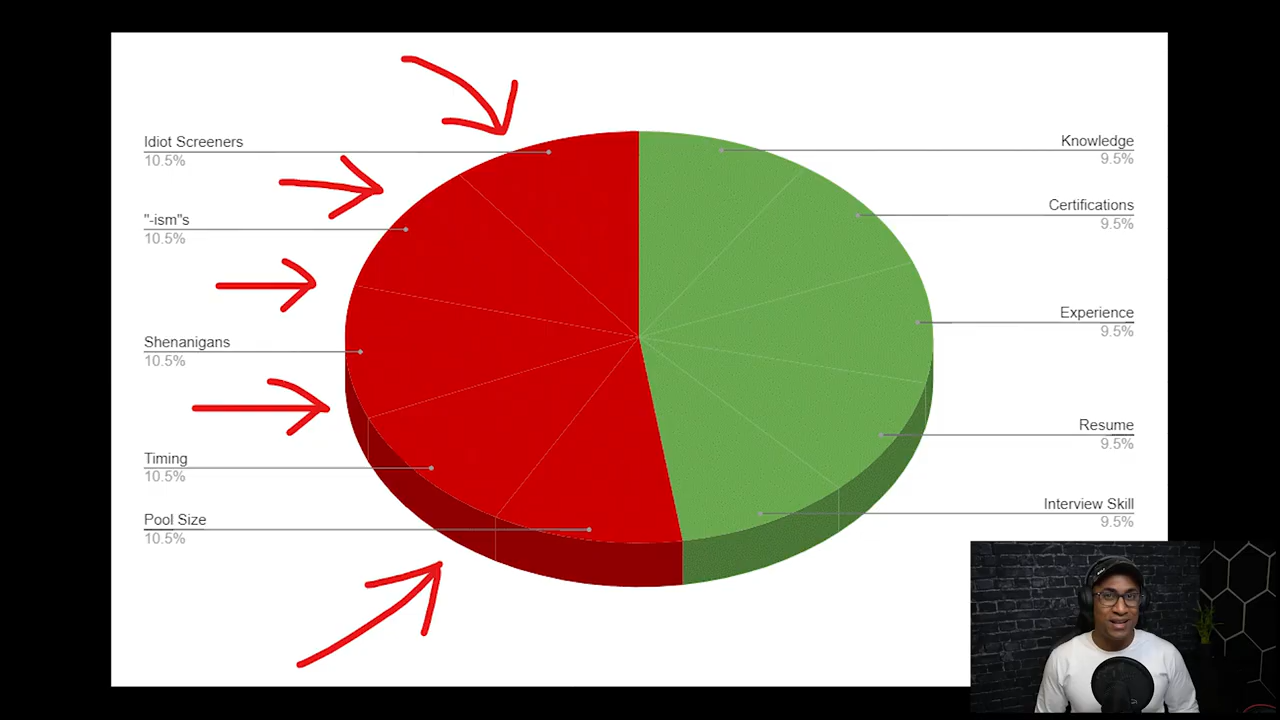 Idiot Screeners
10.5%
"-ism"s
10.5%
Shenanigans
10.5%
Timing
10.5%
Pool Size
10.5%
Knowledge
9.5%
Certifications
9.5%
Experience
9.5%
Resume
9.5%
Interview Skill
9.5%